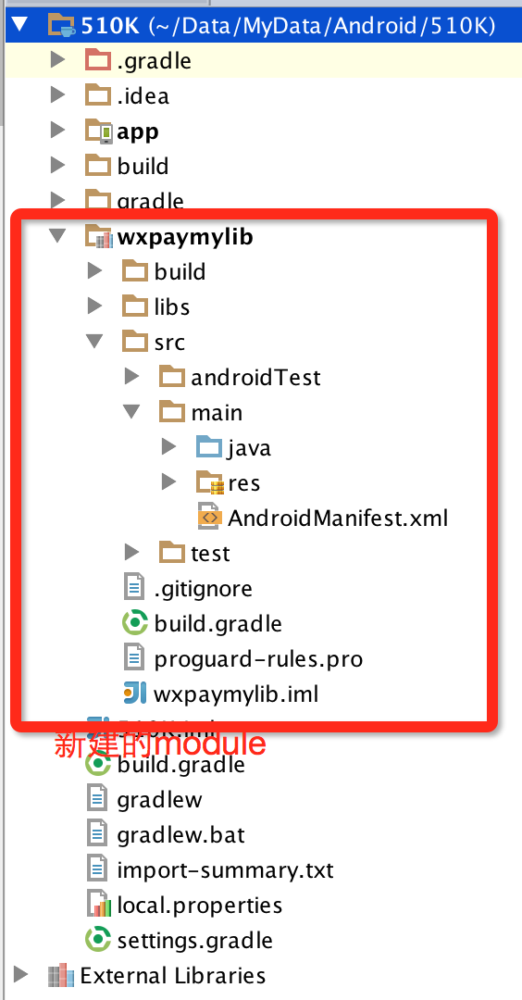 510K (~/Data/MyData/Android/510K)
.gradle
.idea
app
build
gradle
wxpaymylib
build
libs
src
androidTest
main
java
res
AndroidManifest.xml
test
.gitignore
build.gradle
proguard-rules.pro
wxpaymylib.iml
510K.iml
新建的module
build.gradle
gradlew
gradlew.bat
import-summary.txt
local.properties
settings.gradle
External Libraries